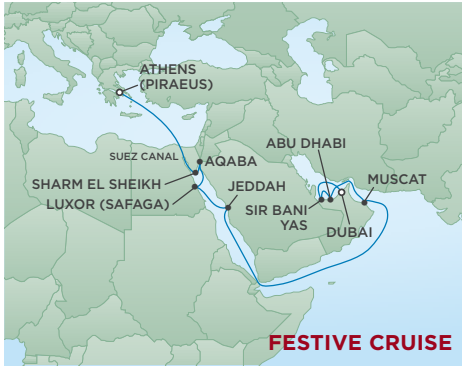 ATHENS
(PIRAEUS)
SUEZ CANAL
AQABA
SHARM EL SHEIKH
LUXOR (SAFAGA)
JEDDAH
ABU DHABI
MUSCAT
SIR BANI
YAS
DUBAI
FESTIVE CRUISE